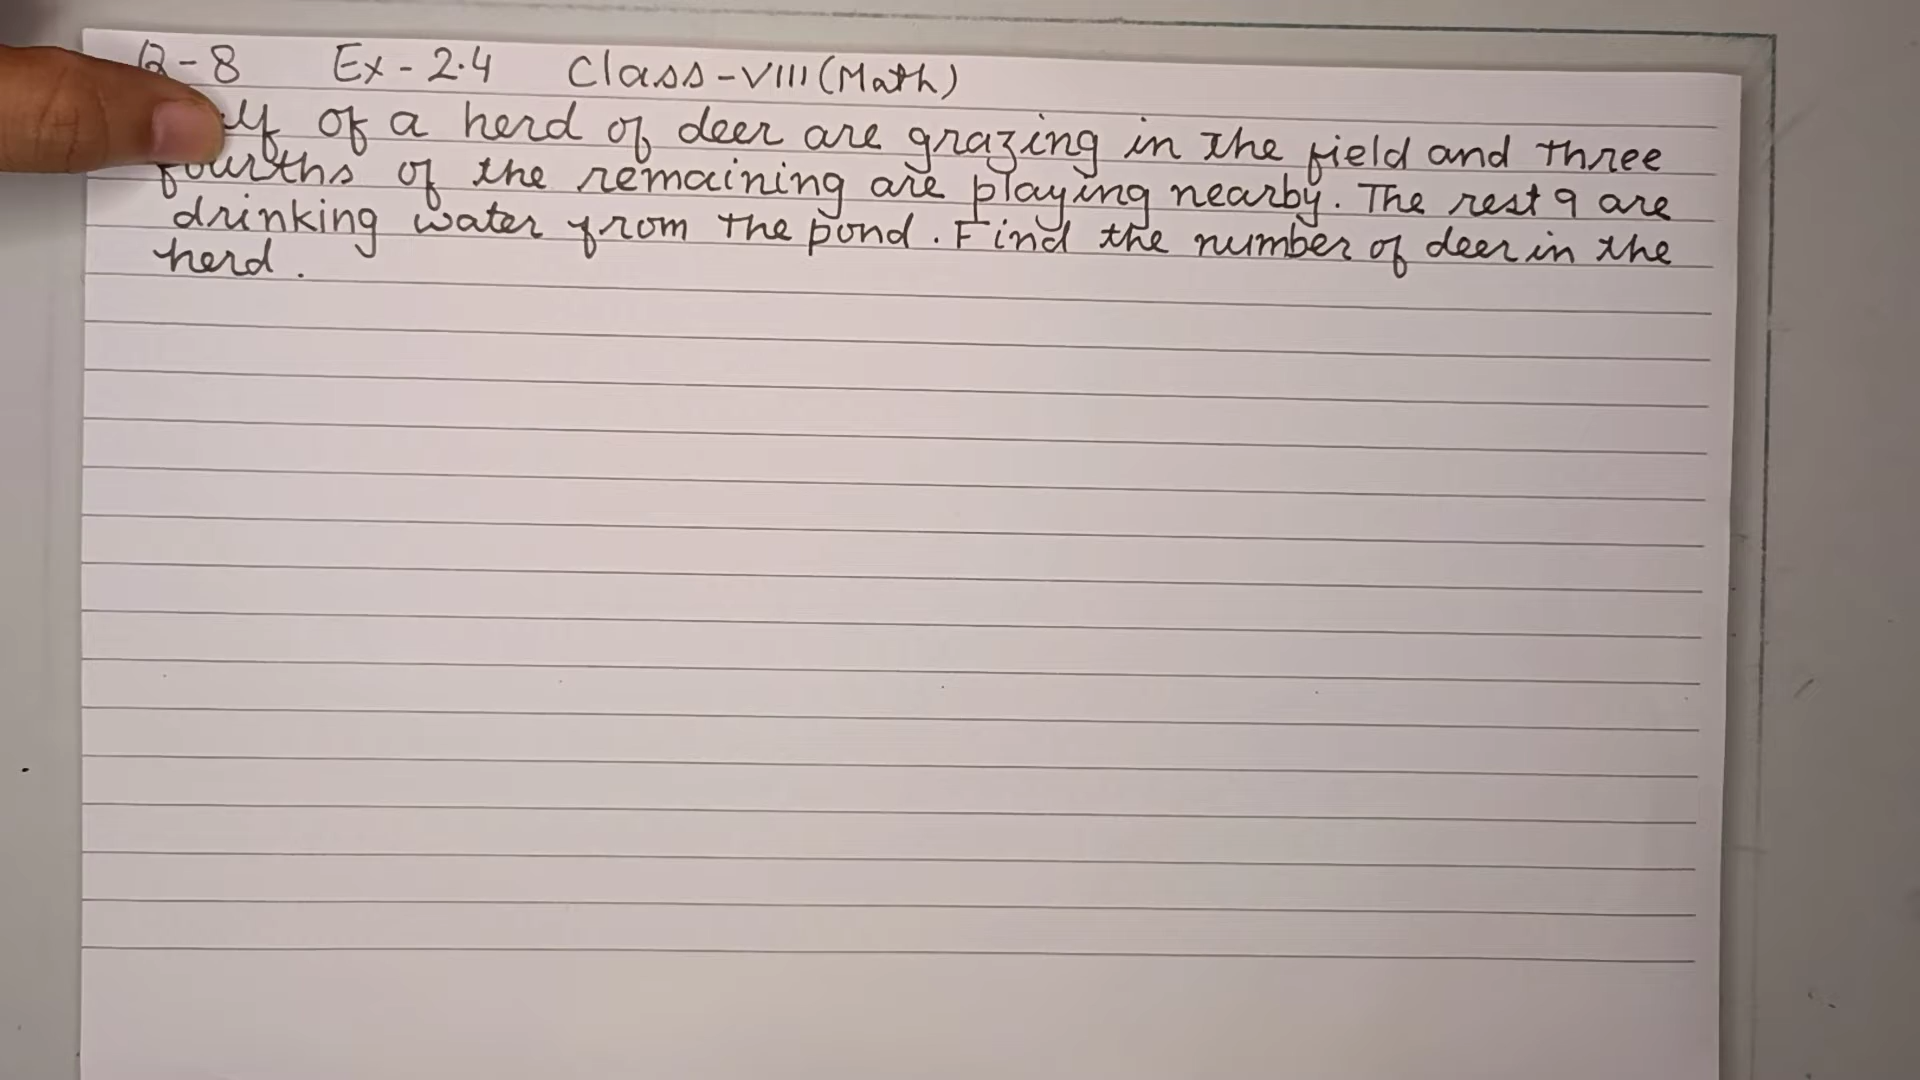 Q-8 Ex-2.4 Class-VIII (Math)
of a herd of deer are grazing in the field and three
fourths of the remaining are playing nearby. The rest 9 are
drinking water from the pond. Find the number of deer in the
herd.